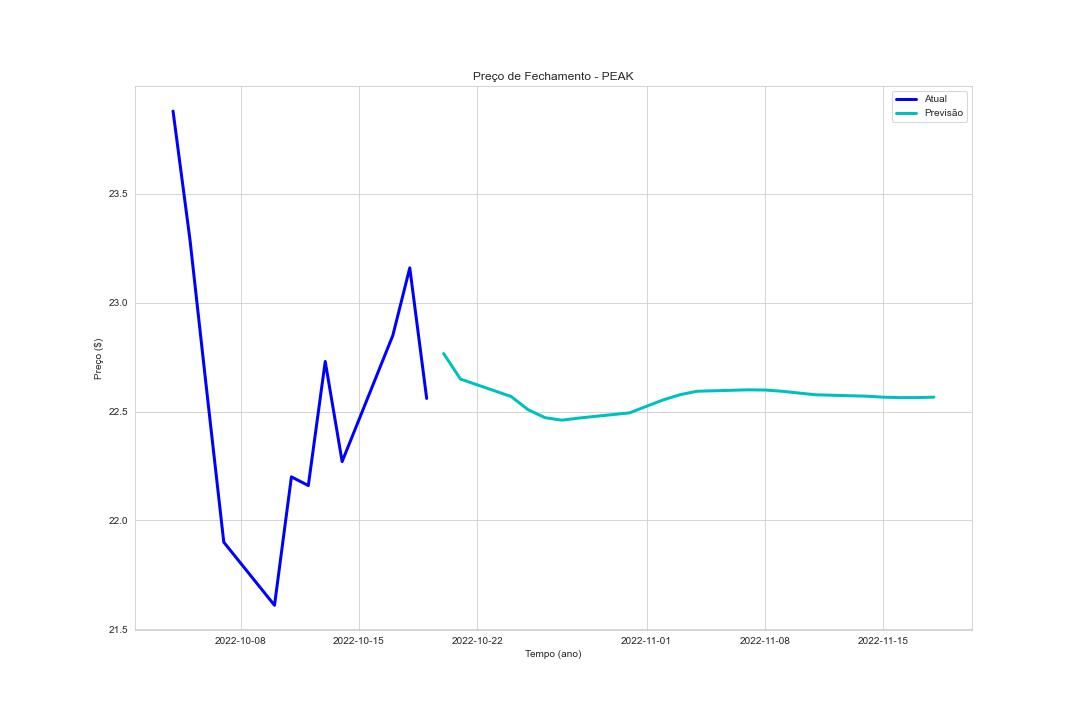 Preço de Fechamento - PEAK
Atual
Previsão
23.5
23.0
22.5
22.0
21.5
Preço ($)
2022-10-08
2022-10-15
2022-10-22
2022-11-01
2022-11-08
2022-11-15
Tempo (ano)